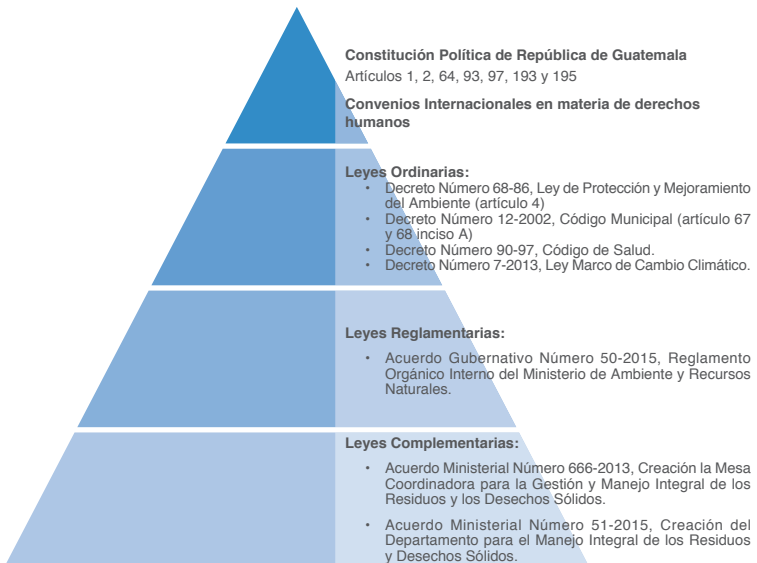 Constitución Política de República de Guatemala
Artículos 1, 2, 64, 93, 97, 193 y 195
Convenios Internacionales en materia de derechos
humanos
Leyes Ordinarias:
• Decreto Número 68-86, Ley de Protección y Mejoramiento
del Ambiente (artículo 4)
• Decreto Número 12-2002, Código Municipal (artículo 67
y 68 inciso A)
• Decreto Número 90-97, Código de Salud.
• Decreto Número 7-2013, Ley Marco de Cambio Climático.
Leyes Reglamentarias:
• Acuerdo Gubernativo Número 50-2015, Reglamento
Orgánico Interno del Ministerio de Ambiente y Recursos
Naturales.
Leyes Complementarias:
• Acuerdo Ministerial Número 666-2013, Creación la Mesa
Coordinadora para la Gestión y Manejo Integral de los
Residuos y los Desechos Sólidos.
• Acuerdo Ministerial Número 51-2015, Creación del
Departamento para el Manejo Integral de los Residuos
y Desechos Sólidos.